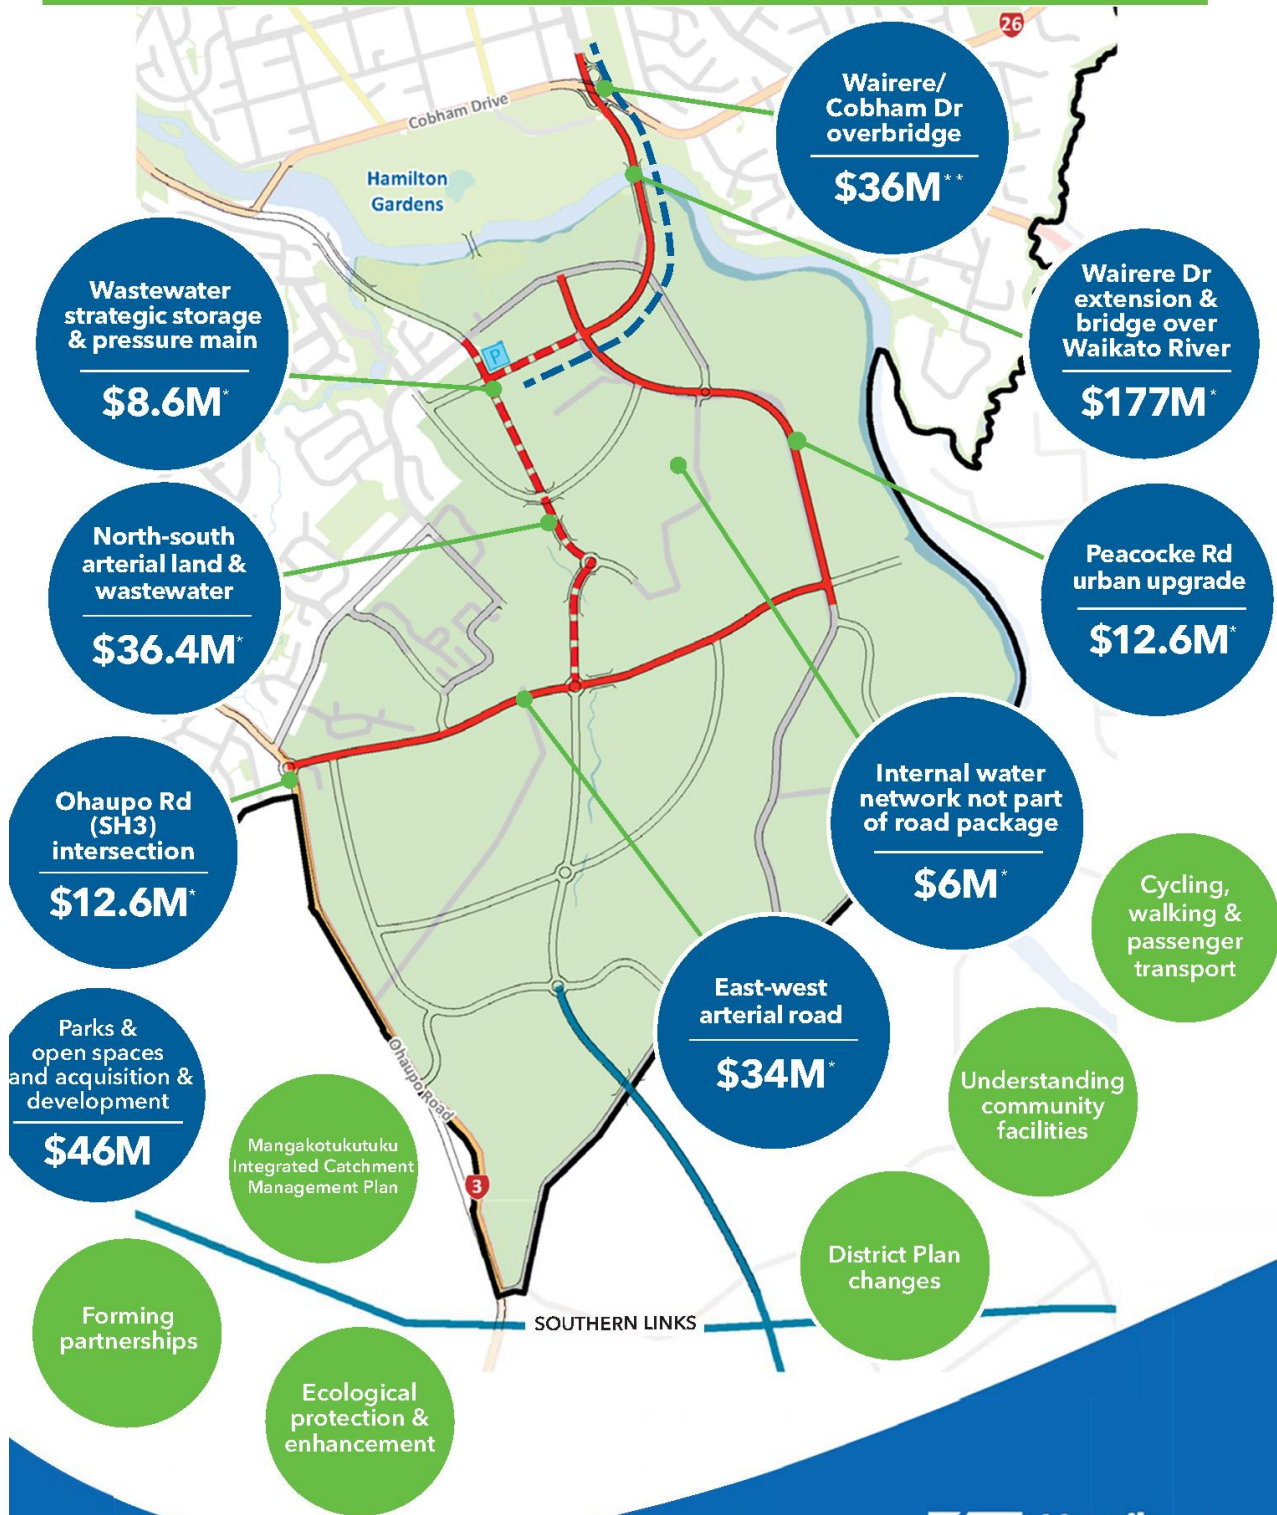 26
Wairere/
Cobham Dr
overbridge
$36M**
Cobham Drive
Hamilton
Gardens
Wastewater
strategic storage
& pressure main
$8.6M*
Wairere Dr
extension &
bridge over
Waikato River
$177M*
P
North-south
arterial land &
wastewater
$36.4M*
Peacocke Rd
urban upgrade
$12.6M*
Ohaupo Rd
(SH3)
intersection
$12.6M*
Internal water
network not part
of road package
$6M*
Cycling,
walking &
passenger
transport
East-west
arterial road
$34M*
Parks &
open spaces
and acquisition &
development
$46M
Ohaupo Road
Understanding
community
facilities
Mangakotukutuku
Integrated Catchment
Management Plan
3
District Plan
changes
Forming
partnerships
SOUTHERN LINKS
Ecological
protection &
enhancement